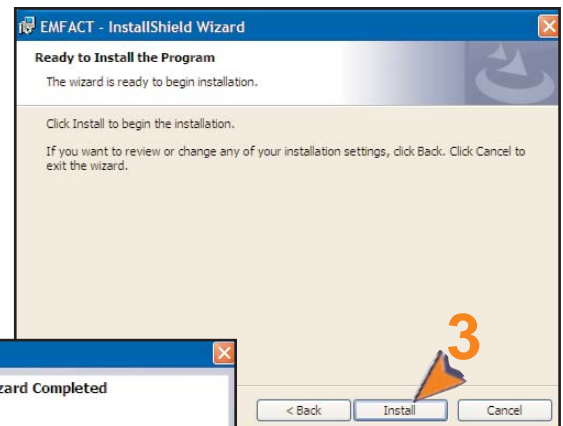 EMFACT - InstallShield Wizard
Ready to Install the Program
The wizard is ready to begin installation.
Click Install to begin the installation.
If you want to review or change any of your installation settings, click Back. Click Cancel to
exit the wizard.
3
Completed
< Back Install Cancel